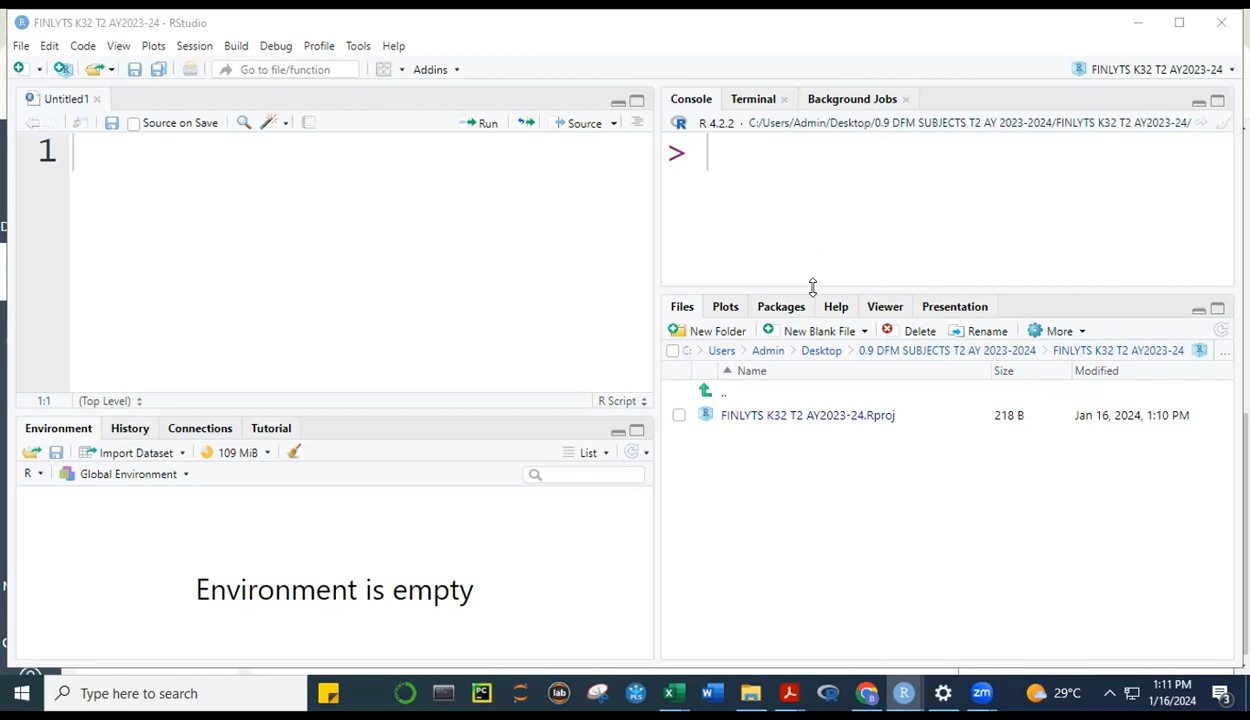 FINLYTS K32 T2 AY2023-24 - RStudio
File Edit Code View Plots Session Build Debug Profile Tools Help
Go to file/function
Addins
FINLYTS K32 T2 AY2023-24
Untitled1
Source on Save
Run
Source
1
1:1 (Top Level)
R Script
Console Terminal Background Jobs
R 4.2.2 · C:/Users/Admin/Desktop/0.9 DFM SUBJECTS T2 AY 2023-2024/FINLYTS K32 T2 AY2023-24/
>
Environment History Connections Tutorial
Import Dataset 109 MiB List
R Global Environment
Environment is empty
Files Plots Packages Help Viewer Presentation
New Folder New Blank File Delete Rename More
C: Users Admin Desktop 0.9 DFM SUBJECTS T2 AY 2023-2024 FINLYTS K32 T2 AY2023-24 ...
Name Size Modified
..
FINLYTS K32 T2 AY2023-24.Rproj 218 B Jan 16, 2024, 1:10 PM
Type here to search
PC
lab
PLS
29°C
1:11 PM
1/16/2024
3